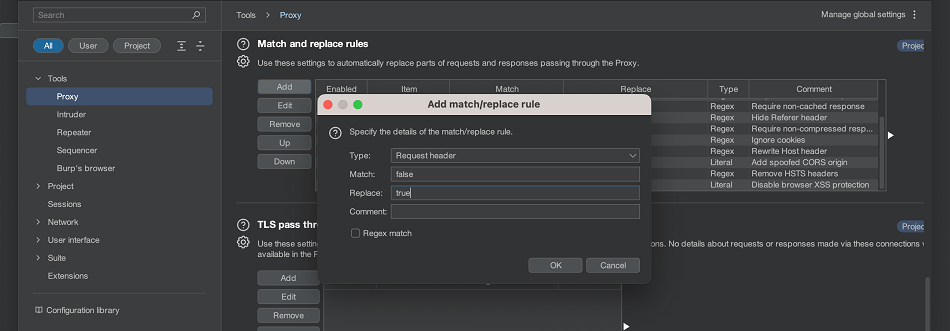 Search
Tools > Proxy
Manage global settings
All
User
Project
Match and replace rules
Projec
Use these settings to automatically replace parts of requests and responses passing through the Proxy.
Tools
Proxy
Intruder
Repeater
Sequencer
Burp's browser
Project
Sessions
Network
User interface
Suite
Extensions
Configuration library
Add
Edit
Remove
Up
Down
Enabled Item Match Replace Type Comment
Regex Require non-cached response
Regex Hide Referer header
Regex Require non-compressed resp...
Regex Ignore cookies
Regex Rewrite Host header
Literal Add spoofed CORS origin
Regex Remove HSTS headers
Literal Disable browser XSS protection
Add match/replace rule
Specify the details of the match/replace rule.
Type: Request header
Match: false
Replace: true
Comment:
Regex match
OK
Cancel
TLS pass thr
Projec
Use these setting
ons. No details about requests or responses made via these connections
available in the
Add
Edit
Remove